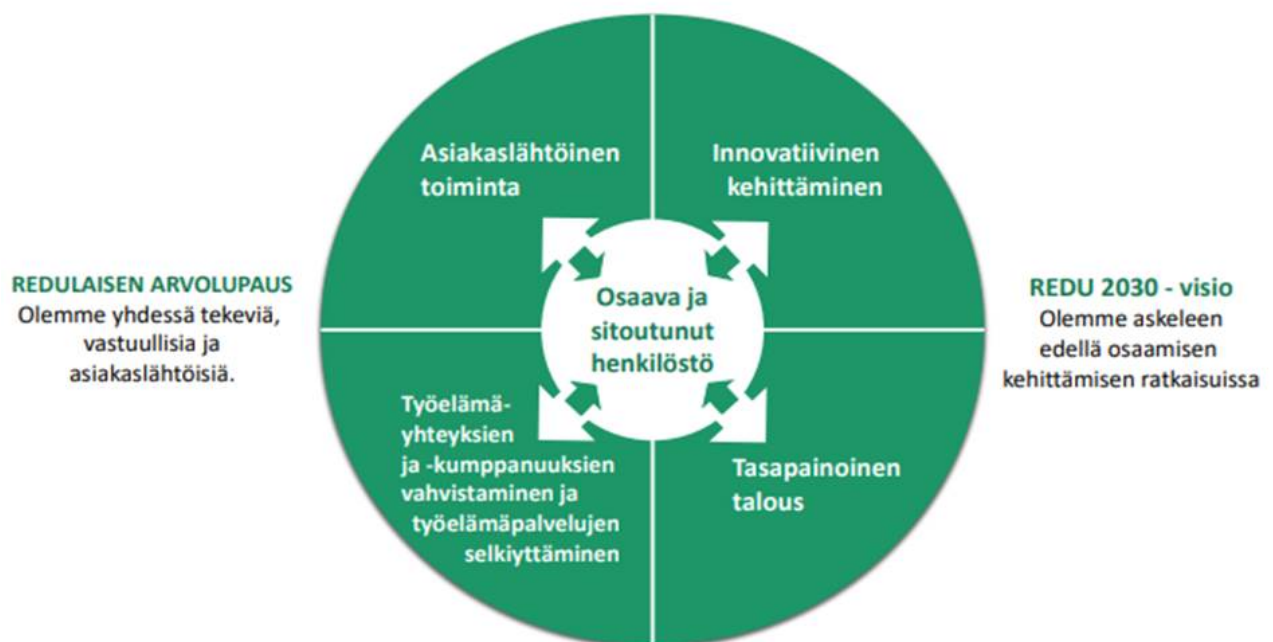 REDULAISEN ARVOLUPAUS
Olemme yhdessä tekeviä,
vastuullisia ja
asiakaslähtöisiä.
Asiakaslähtöinen
toiminta
Innovatiivinen
kehittäminen
Osaava ja
sitoutunut
henkilöstö
Työelämä-
yhteyksien
ja -kumppanuuksien
vahvistaminen ja
työelämäpalvelujen
selkiyttäminen
Tasapainoinen
talous
REDU 2030 - visio
Olemme askeleen
edellä osaamisen
kehittämisen ratkaisuissa